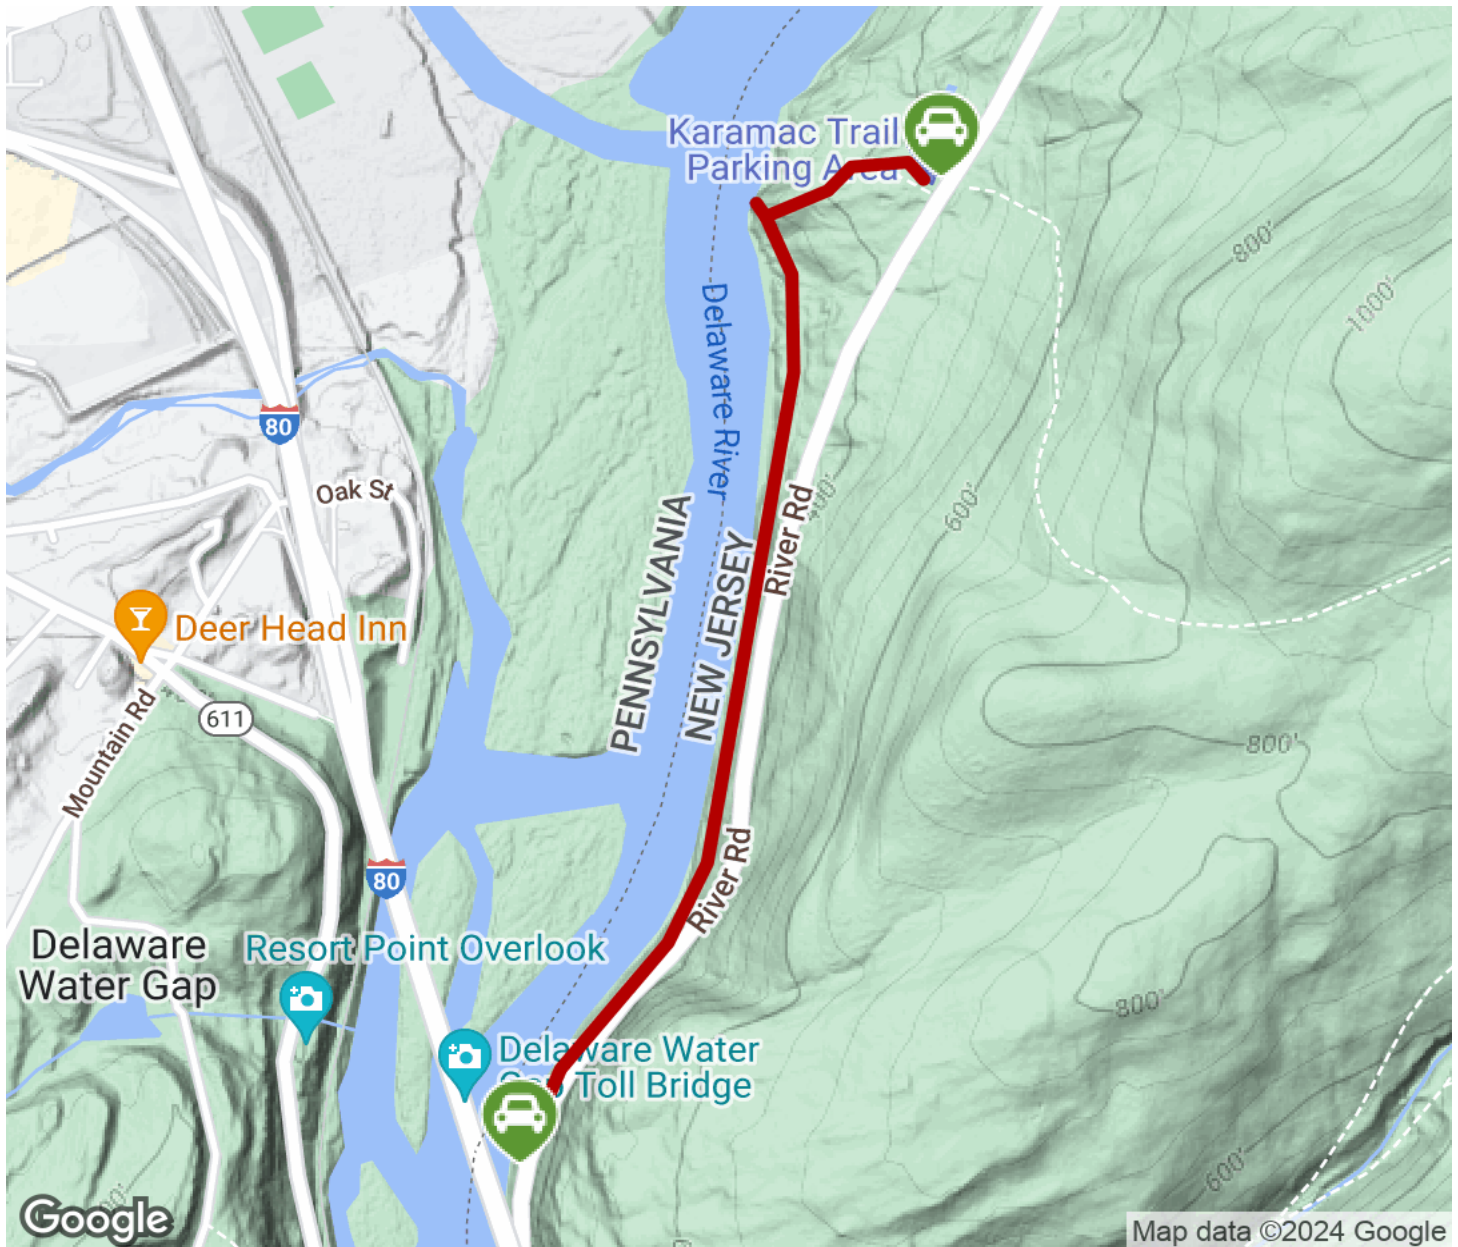 Karamac Trail
Parking Area
800'
1000'
Delaware River
80
Oak St
River Rd
600'
PENNSYLVANIA
NEW JERSEY
Deer Head Inn
611
Mountain Rd
800'
River Rd
80
Delaware
Water Gap
Resort Point Overlook
800'
Delaware Water
Gap Toll Bridge
600'
Google
Map data ©2024 Google